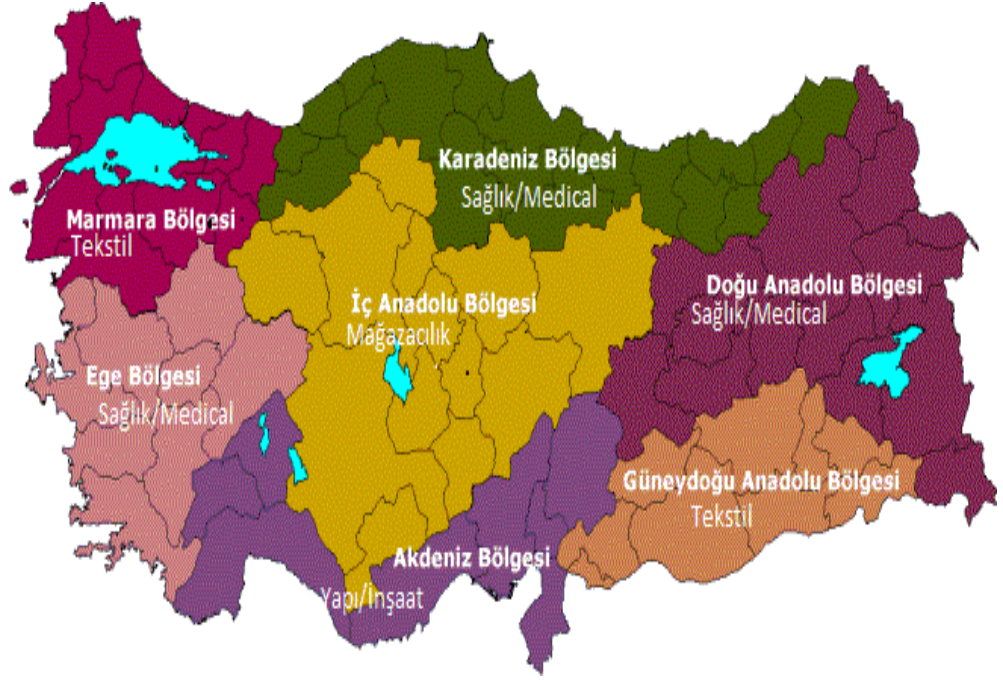 Karadeniz Bölgesi
Sağlık/Medical
Marmara Bölgesi
Tekstil
Doğu Anadolu Bölgesi
Sağlık/Medical
İç Anadolu Bölgesi
Mağazacılık
Ege Bölgesi
Sağlık/Medical
Güneydoğu Anadolu Bölgesi
Tekstil
Akdeniz Bölgesi
Yapı/İnşaat